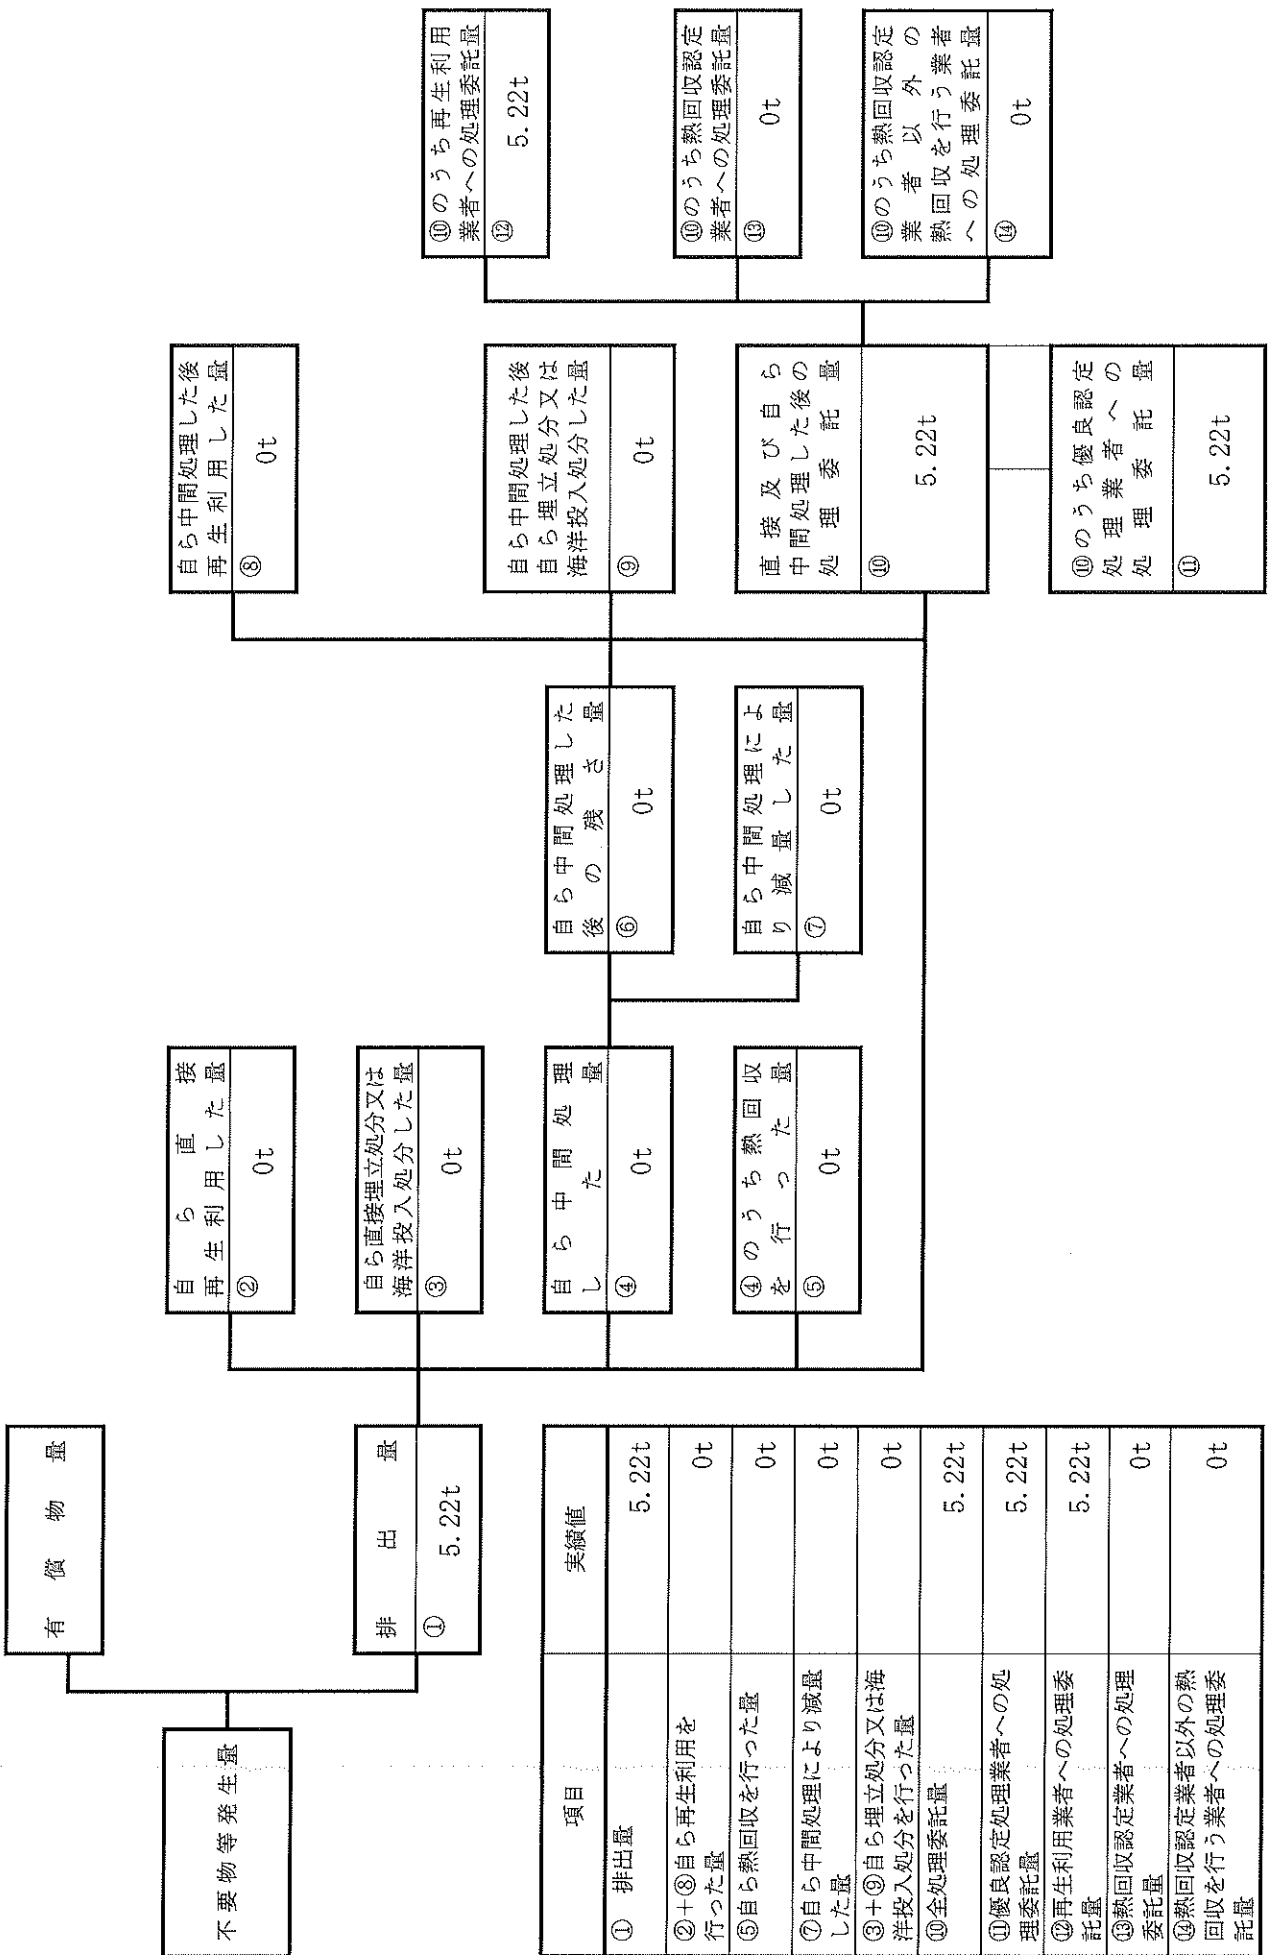 不要物等発生量
有償物量
排出量
①
5.22t
自ら直接
再生利用した量
②
0t
自ら直接埋立処分又は
海洋投入処分した量
③
0t
自ら中間処理
した量
④
0t
④のうち熱回収
を行った量
⑤
0t
自ら中間処理した
後の残さ量
⑥
0t
自ら中間処理によ
り減量した量
⑦
0t
自ら中間処理した後
再生利用した量
⑧
0t
自ら中間処理した後
自ら埋立処分又は
海洋投入処分した量
⑨
0t
直接及び自ら
中間処理した後の
処理委託量
⑩
5.22t
⑩のうち優良認定
処理業者への
処理委託量
⑪
5.22t
⑩のうち再生利用
業者への処理委託量
⑫
5.22t
⑩のうち熱回収認定
業者への処理委託量
⑬
0t
⑩のうち熱回収認定
業者以外の
熱回収を行う業者
への処理委託量
⑭
0t
項目 実績値
① 排出量 5.22t
②+⑧自ら再生利用を
行った量 0t
⑤自ら熱回収を行った量 0t
⑦自ら中間処理により減量
した量 0t
③+⑨自ら埋立処分又は海
洋投入処分を行った量 0t
⑩全処理委託量 5.22t
⑪優良認定処理業者への処
理委託量 5.22t
⑫再生利用業者への処理委
託量 5.22t
⑬熱回収認定業者への処理
委託量 0t
⑭熱回収認定業者以外の熱
回収を行う業者への処理委
託量 0t